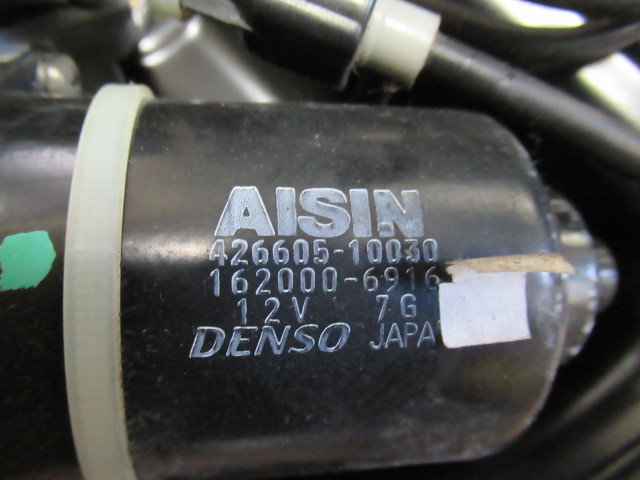 AISIN
426605-10030
162000-6916
12V 7G
DENSO JAPA